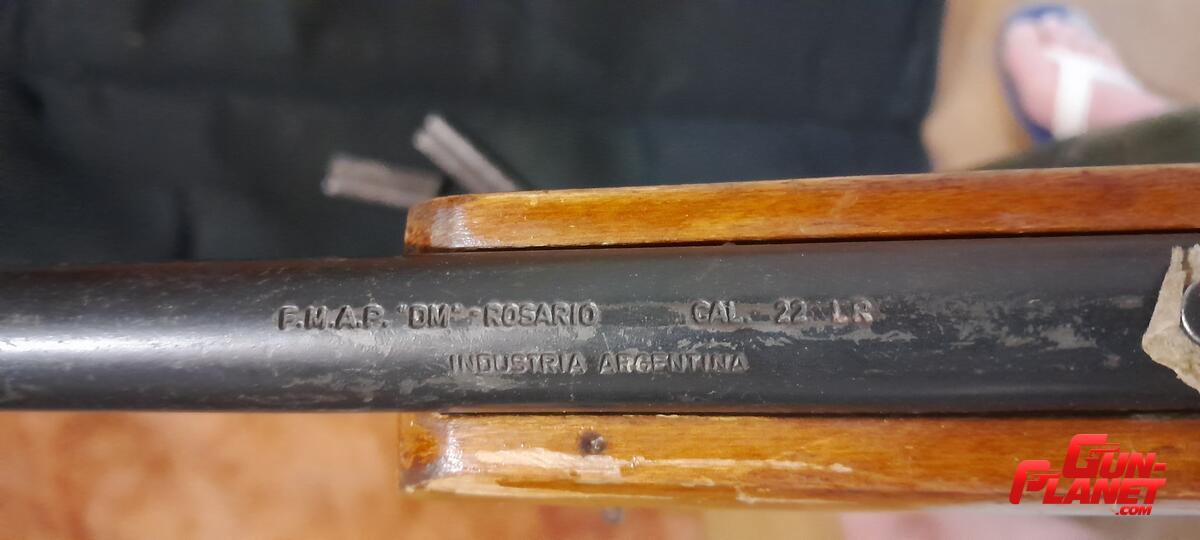 F.M.A.P. "DM"-ROSARIO CAL. 22 LR
INDUSTRIA ARGENTINA
GUN-
PLANET
.COM